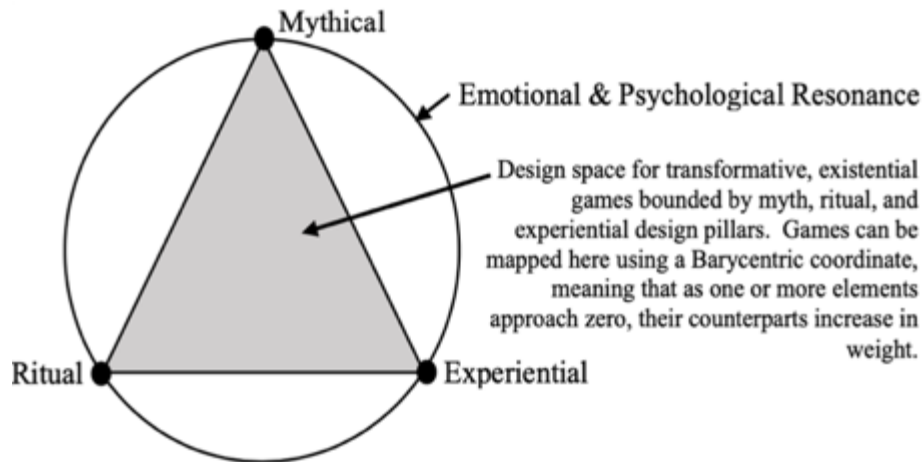 Mythical
Emotional & Psychological Resonance
Design space for transformative, existential
games bounded by myth, ritual, and
experiential design pillars. Games can be
mapped here using a Barycentric coordinate,
meaning that as one or more elements
approach zero, their counterparts increase in
weight.
Ritual
Experiential